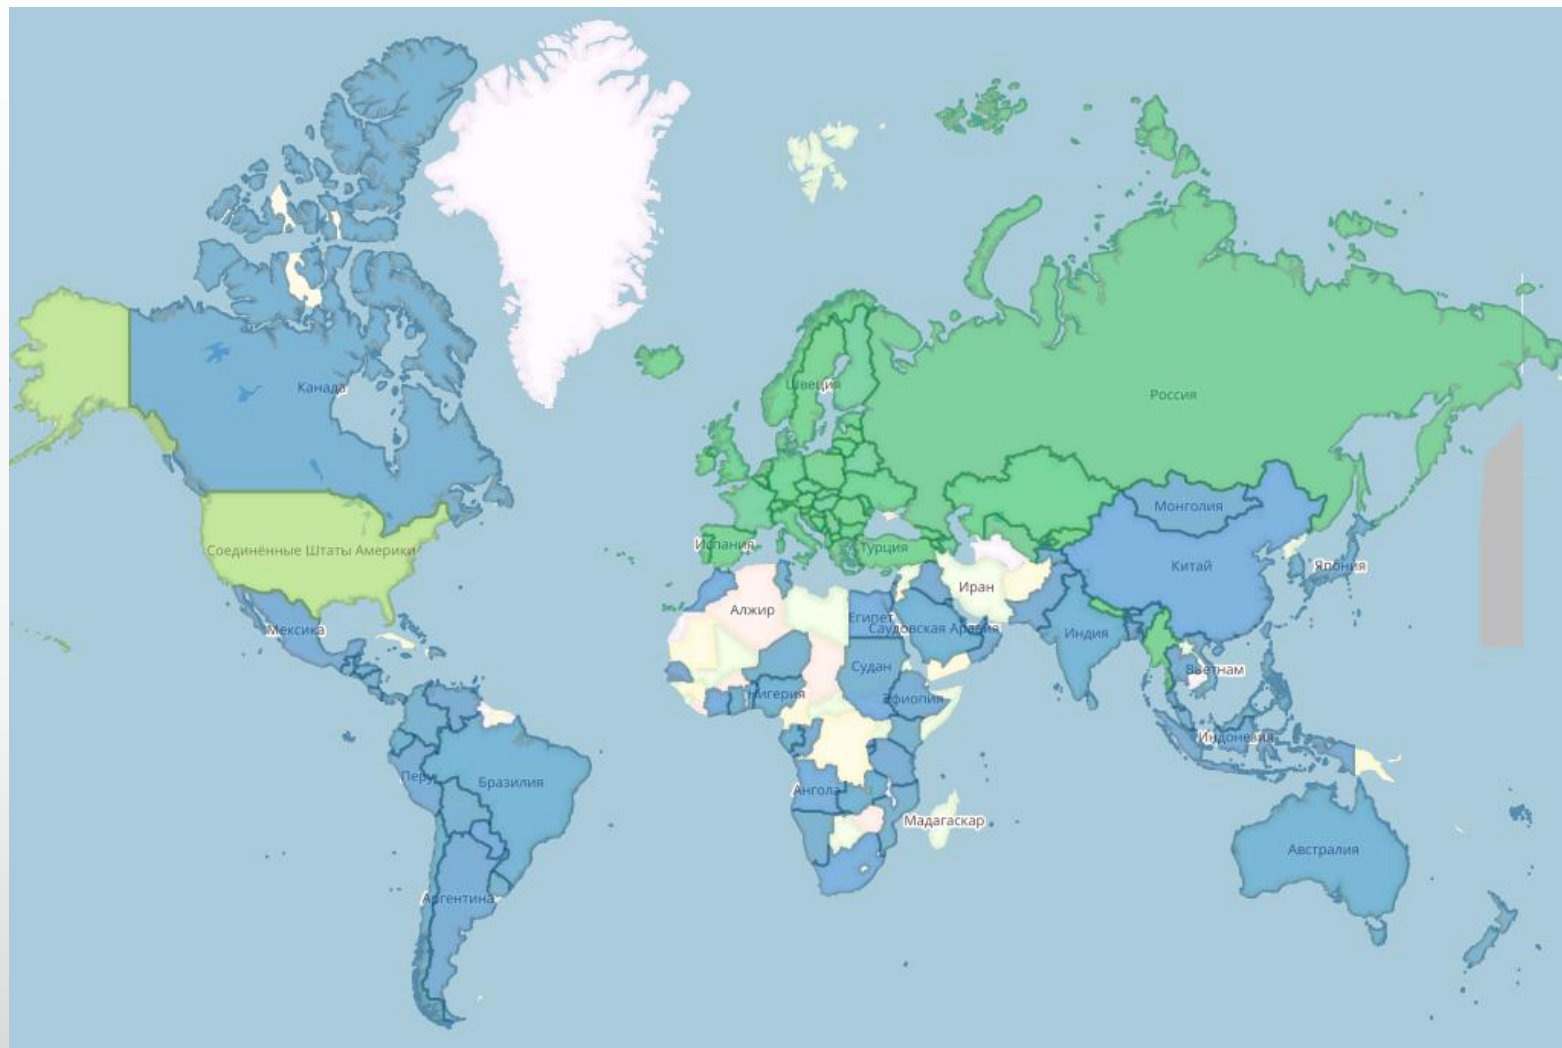 Канада
Швеция
Россия
Монголия
Соединённые Штаты Америки
Испания
Турция
Китай
Япония
Иран
Алжир
Египет
Саудовская Аравия
Мексика
Индия
Судан
Вьетнам
Нигерия
Эфиопия
Индонезия
Перу
Бразилия
Ангола
Мадагаскар
Австралия
Аргентина